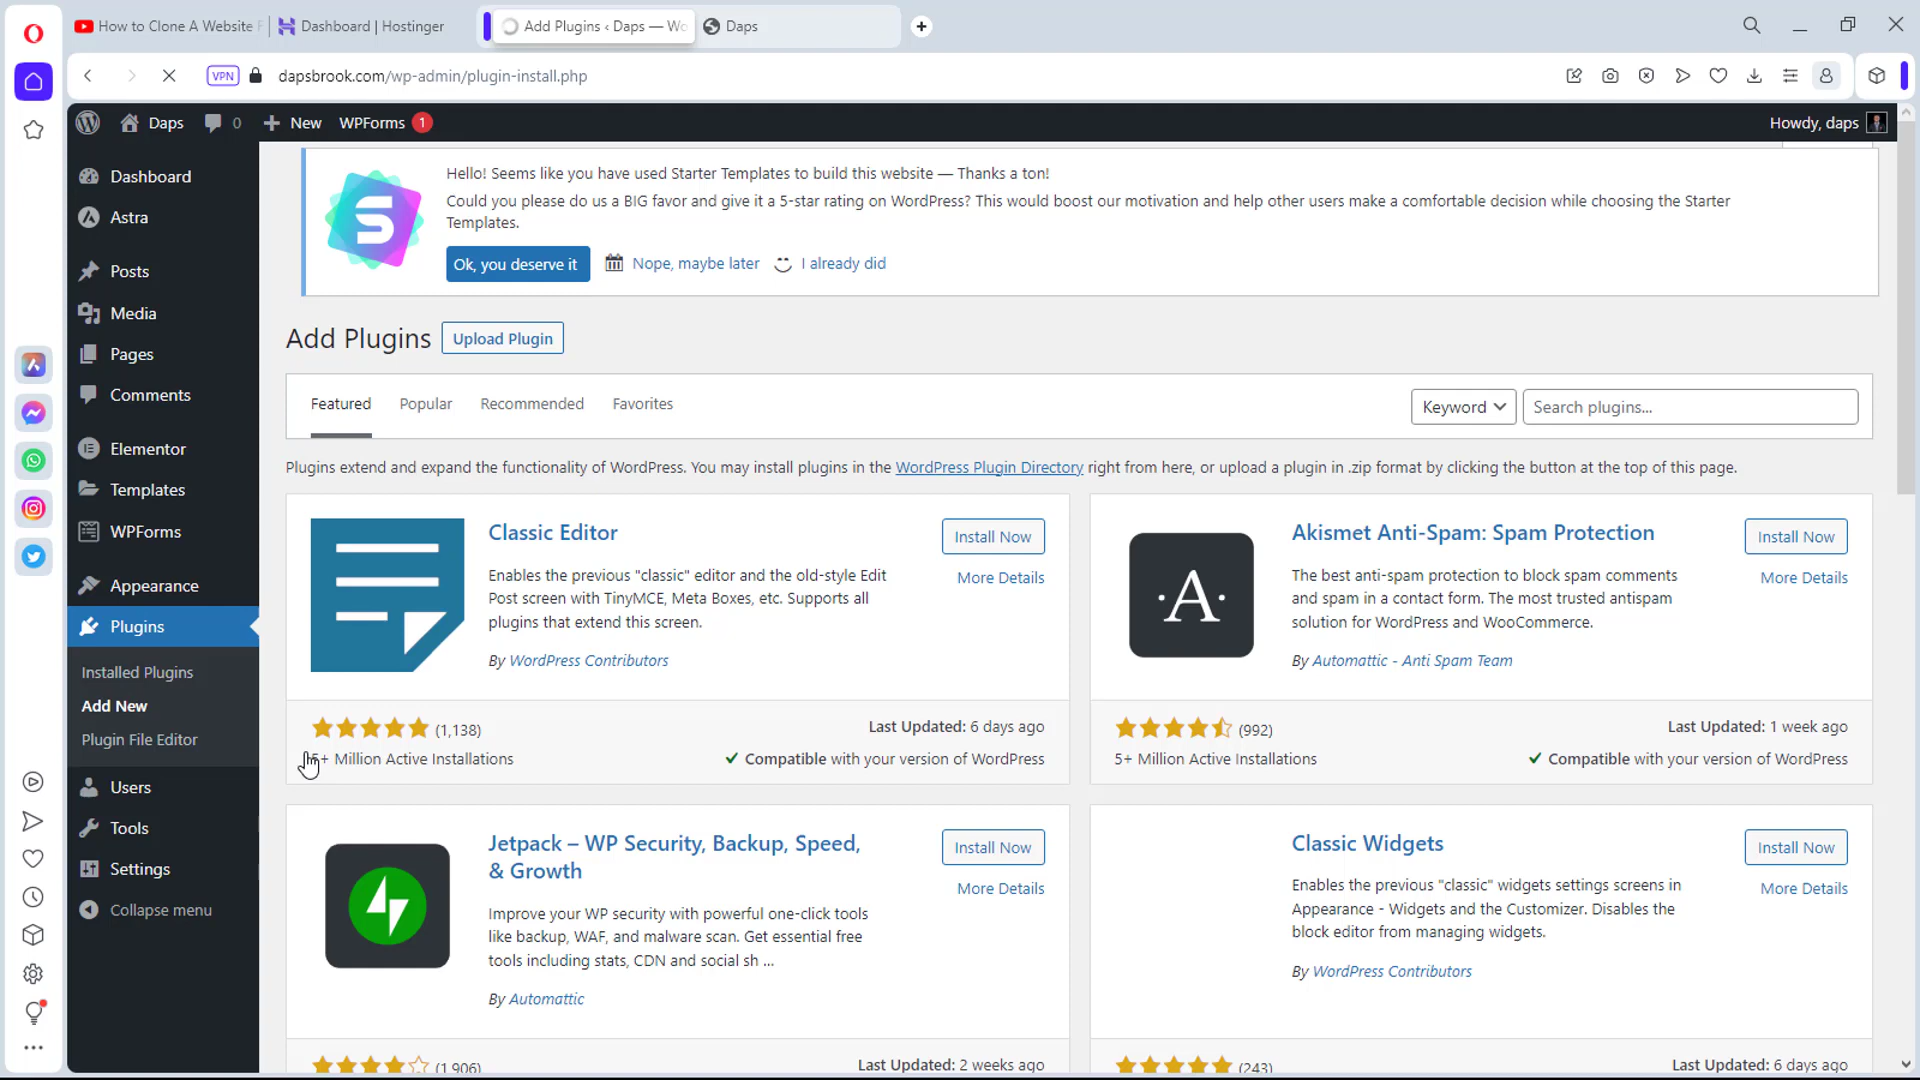 How to Clone A Website F
Dashboard | Hostinger
Add Plugins ‹ Daps — Wo
Daps
VPN
dapsbrook.com/wp-admin/plugin-install.php
Daps
0
New
WPForms
1
Howdy, daps
Dashboard
Astra
Posts
Media
Pages
Comments
Elementor
Templates
WPForms
Appearance
Plugins
Installed Plugins
Add New
Plugin File Editor
Users
Tools
Settings
Collapse menu
Hello! Seems like you have used Starter Templates to build this website — Thanks a ton!
Could you please do us a BIG favor and give it a 5-star rating on WordPress? This would boost our motivation and help other users make a comfortable decision while choosing the Starter
Templates.
Ok, you deserve it
Nope, maybe later
I already did
Add Plugins
Upload Plugin
Featured
Popular
Recommended
Favorites
Keyword
Search plugins...
Plugins extend and expand the functionality of WordPress. You may install plugins in the WordPress Plugin Directory right from here, or upload a plugin in .zip format by clicking the button at the top of this page.
Classic Editor
Install Now
More Details
Enables the previous "classic" editor and the old-style Edit
Post screen with TinyMCE, Meta Boxes, etc. Supports all
plugins that extend this screen.
By WordPress Contributors
(1,138)
Last Updated: 6 days ago
5+ Million Active Installations
Compatible with your version of WordPress
Akismet Anti-Spam: Spam Protection
Install Now
More Details
The best anti-spam protection to block spam comments
and spam in a contact form. The most trusted antispam
solution for WordPress and WooCommerce.
By Automattic - Anti Spam Team
(992)
Last Updated: 1 week ago
5+ Million Active Installations
Compatible with your version of WordPress
Jetpack – WP Security, Backup, Speed,
& Growth
Install Now
More Details
Improve your WP security with powerful one-click tools
like backup, WAF, and malware scan. Get essential free
tools including stats, CDN and social sh ...
By Automattic
(1,906)
Last Updated: 2 weeks ago
Classic Widgets
Install Now
More Details
Enables the previous "classic" widgets settings screens in
Appearance - Widgets and the Customizer. Disables the
block editor from managing widgets.
By WordPress Contributors
(243)
Last Updated: 6 days ago